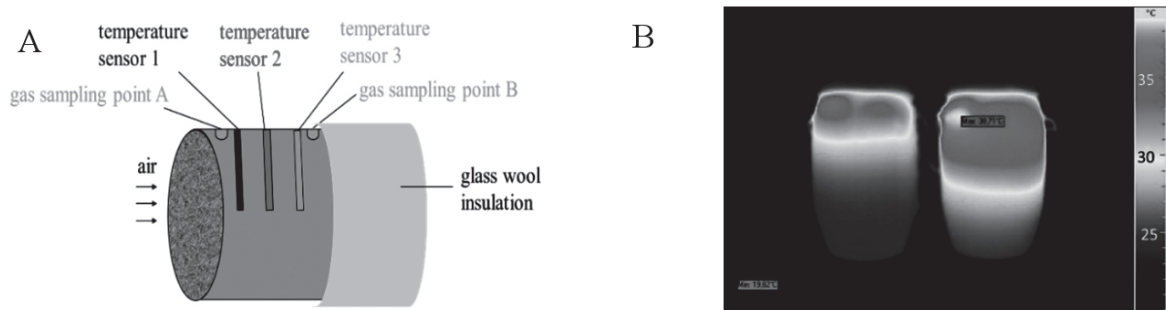 A
temperature
sensor 1
temperature
sensor 2
temperature
sensor 3
gas sampling point A
gas sampling point B
air
glass wool
insulation
B
°C
35
30
25